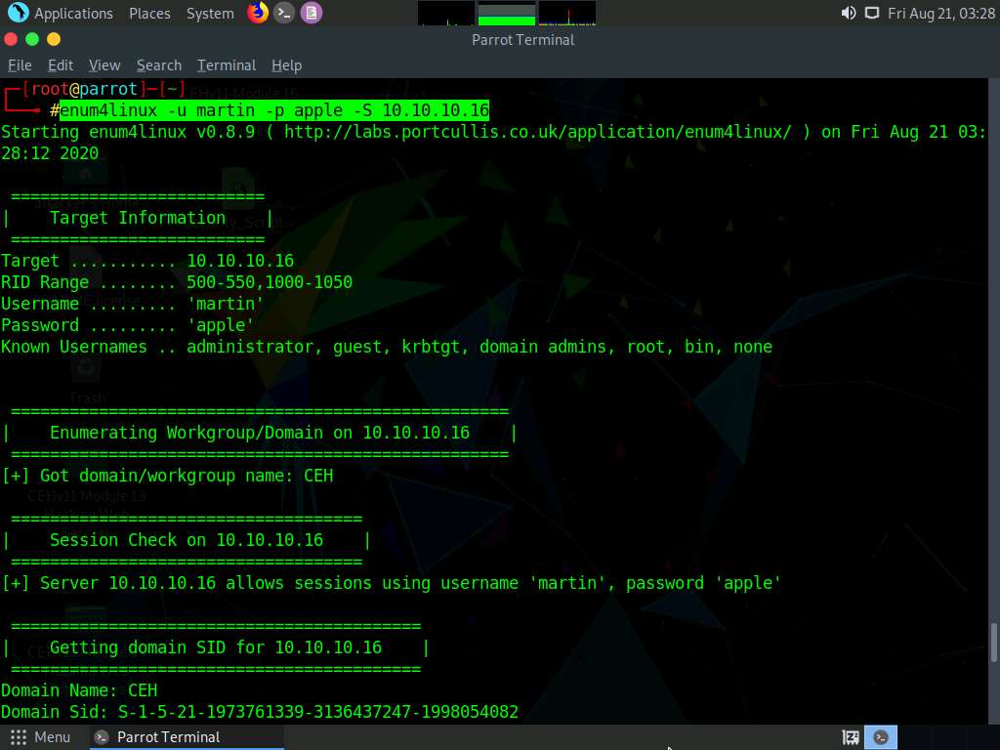 Applications Places System Fri Aug 21, 03:28
Parrot Terminal
File Edit View Search Terminal Help
┌─[root@parrot]─[~]
└──╼ #enum4linux -u martin -p apple -S 10.10.10.16
Starting enum4linux v0.8.9 ( http://labs.portcullis.co.uk/application/enum4linux/ ) on Fri Aug 21 03:
28:12 2020
==========================
| Target Information |
==========================
Target ........... 10.10.10.16
RID Range ........ 500-550,1000-1050
Username ......... 'martin'
Password ......... 'apple'
Known Usernames .. administrator, guest, krbtgt, domain admins, root, bin, none
Trash
===================================================
| Enumerating Workgroup/Domain on 10.10.10.16 |
===================================================
[+] Got domain/workgroup name: CEH
CEHv11 Module 13
Hacking Web
====================================
| Session Check on 10.10.10.16 |
====================================
[+] Server 10.10.10.16 allows sessions using username 'martin', password 'apple'
==========================================
| Getting domain SID for 10.10.10.16 |
==========================================
Domain Name: CEH
Domain Sid: S-1-5-21-1973761339-3136437247-1998054082
Menu Parrot Terminal